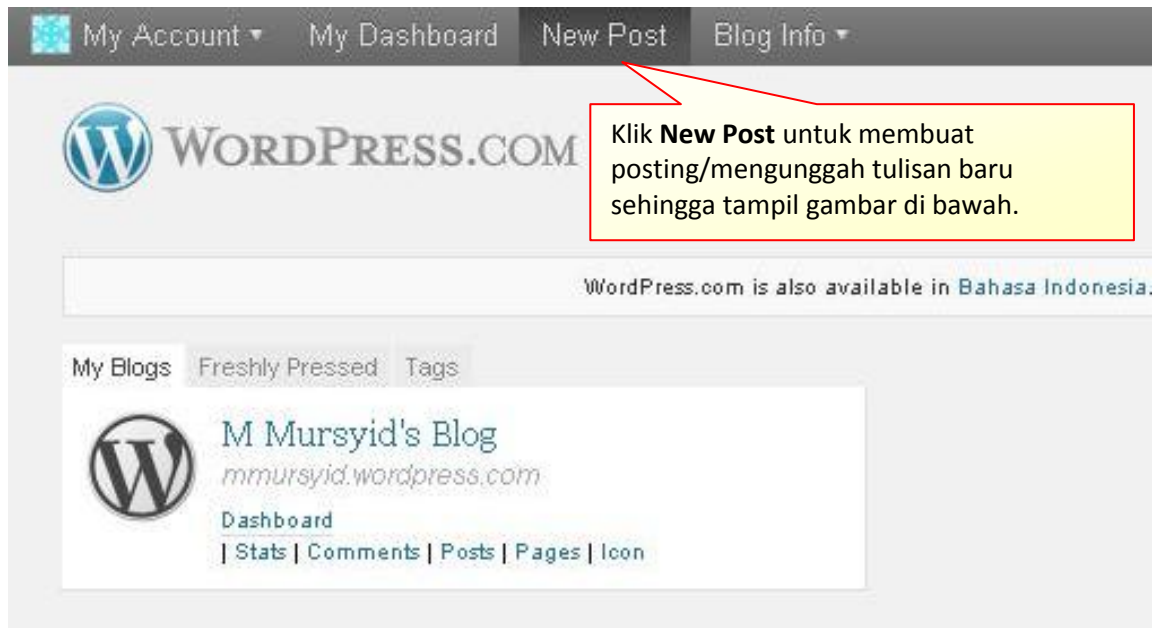 My Account ▾ My Dashboard New Post Blog Info ▾
WORDPRESS.COM
Klik New Post untuk membuat
posting/mengunggah tulisan baru
sehingga tampil gambar di bawah.
WordPress.com is also available in Bahasa Indonesia.
My Blogs Freshly Pressed Tags
M Mursyid's Blog
mmursyid.wordpress.com
Dashboard
| Stats | Comments | Posts | Pages | Icon